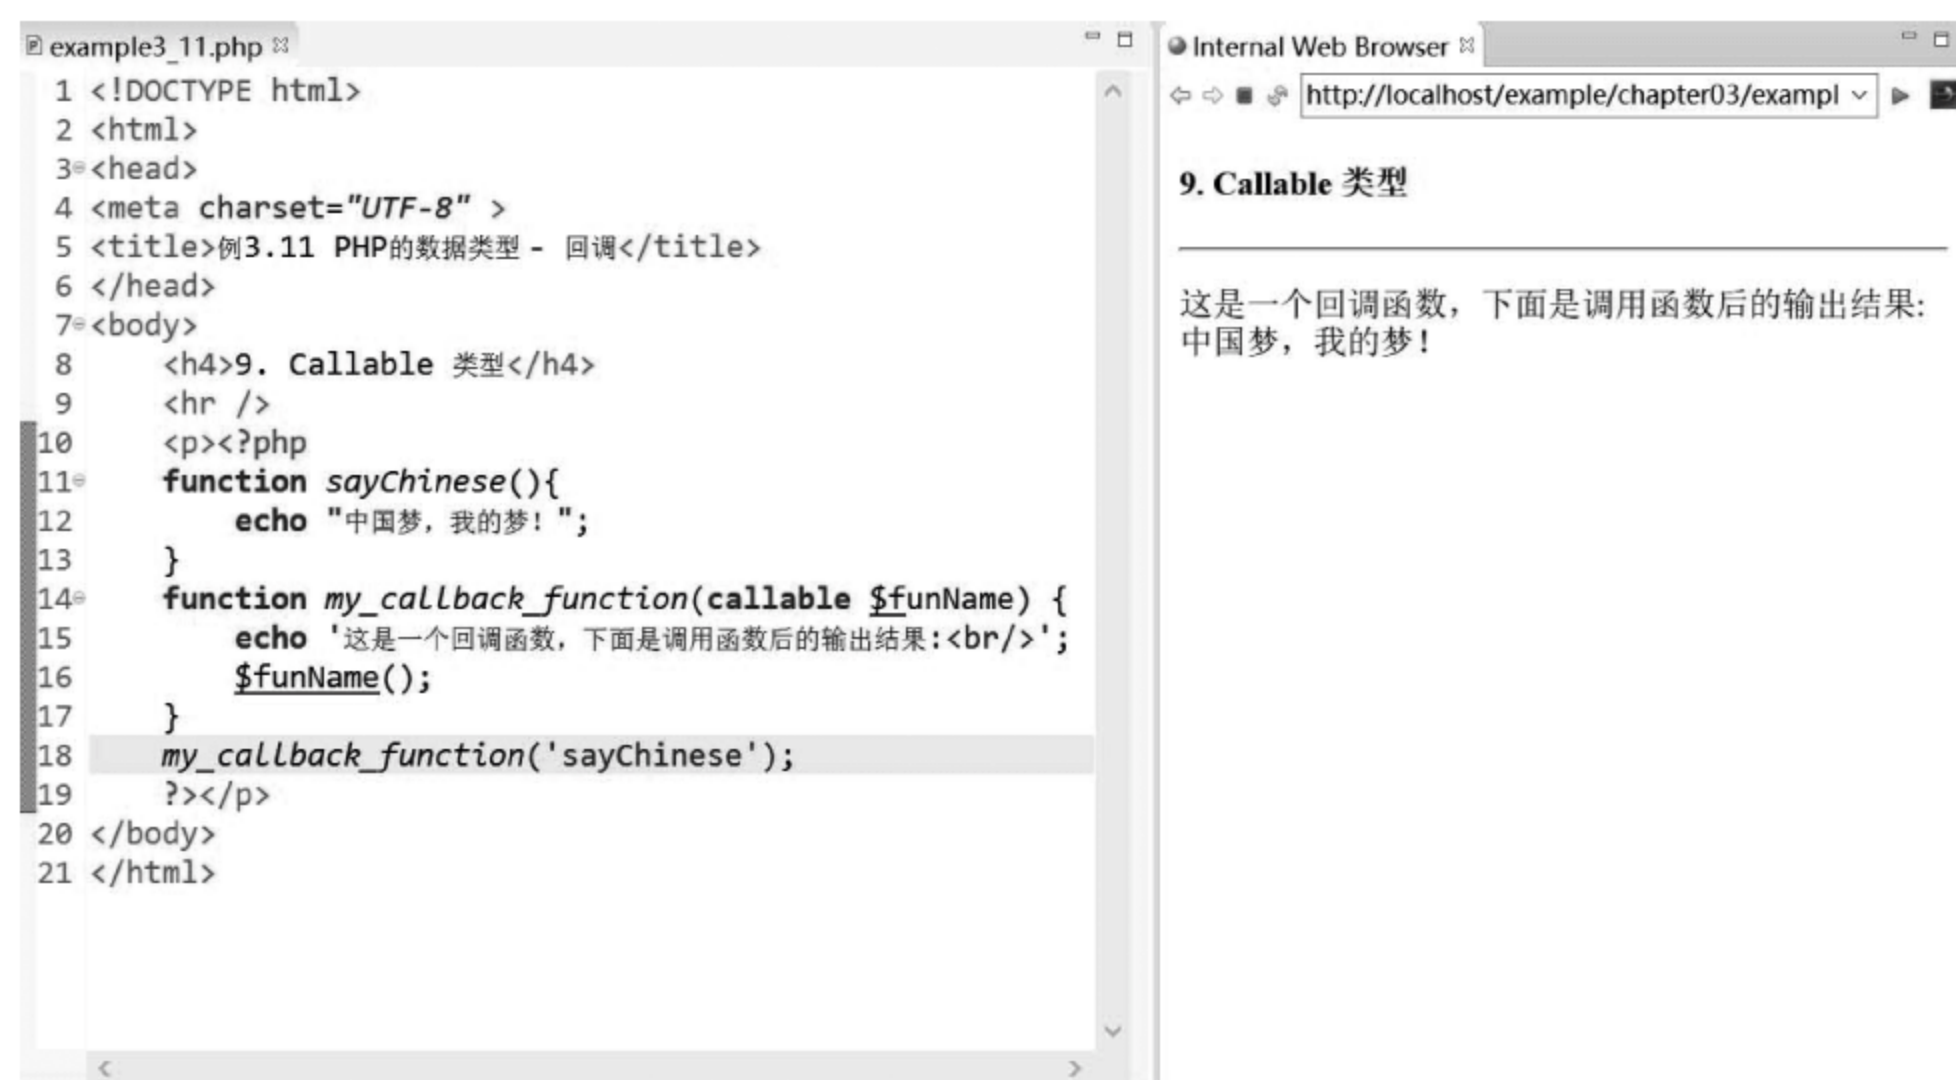 example3_11.php
1 <!DOCTYPE html>
2 <html>
3 <head>
4 <meta charset="UTF-8" >
5 <title>例3.11 PHP的数据类型 - 回调</title>
6 </head>
7 <body>
8     <h4>9. Callable 类型</h4>
9     <hr />
10     <p><?php
11     function sayChinese(){
12         echo "中国梦，我的梦！";
13     }
14     function my_callback_function(callable $funName) {
15         echo '这是一个回调函数，下面是调用函数后的输出结果:<br/>';
16         $funName();
17     }
18     my_callback_function('sayChinese');
19     ?></p>
20 </body>
21 </html>
Internal Web Browser
http://localhost/example/chapter03/exampl
9. Callable 类型
这是一个回调函数，下面是调用函数后的输出结果:
中国梦，我的梦！